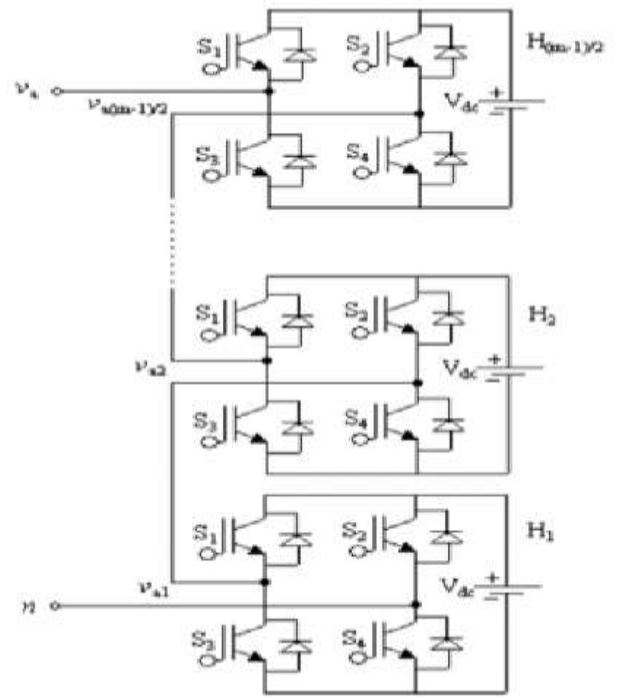 S1 S2 H(m-1)/2
va
va(m-1)/2 Vdc + −
S3 S4
S1 S2 H2
va2 Vdc + −
S3 S4
S1 S2 H1
va1 Vdc + −
n
S3 S4